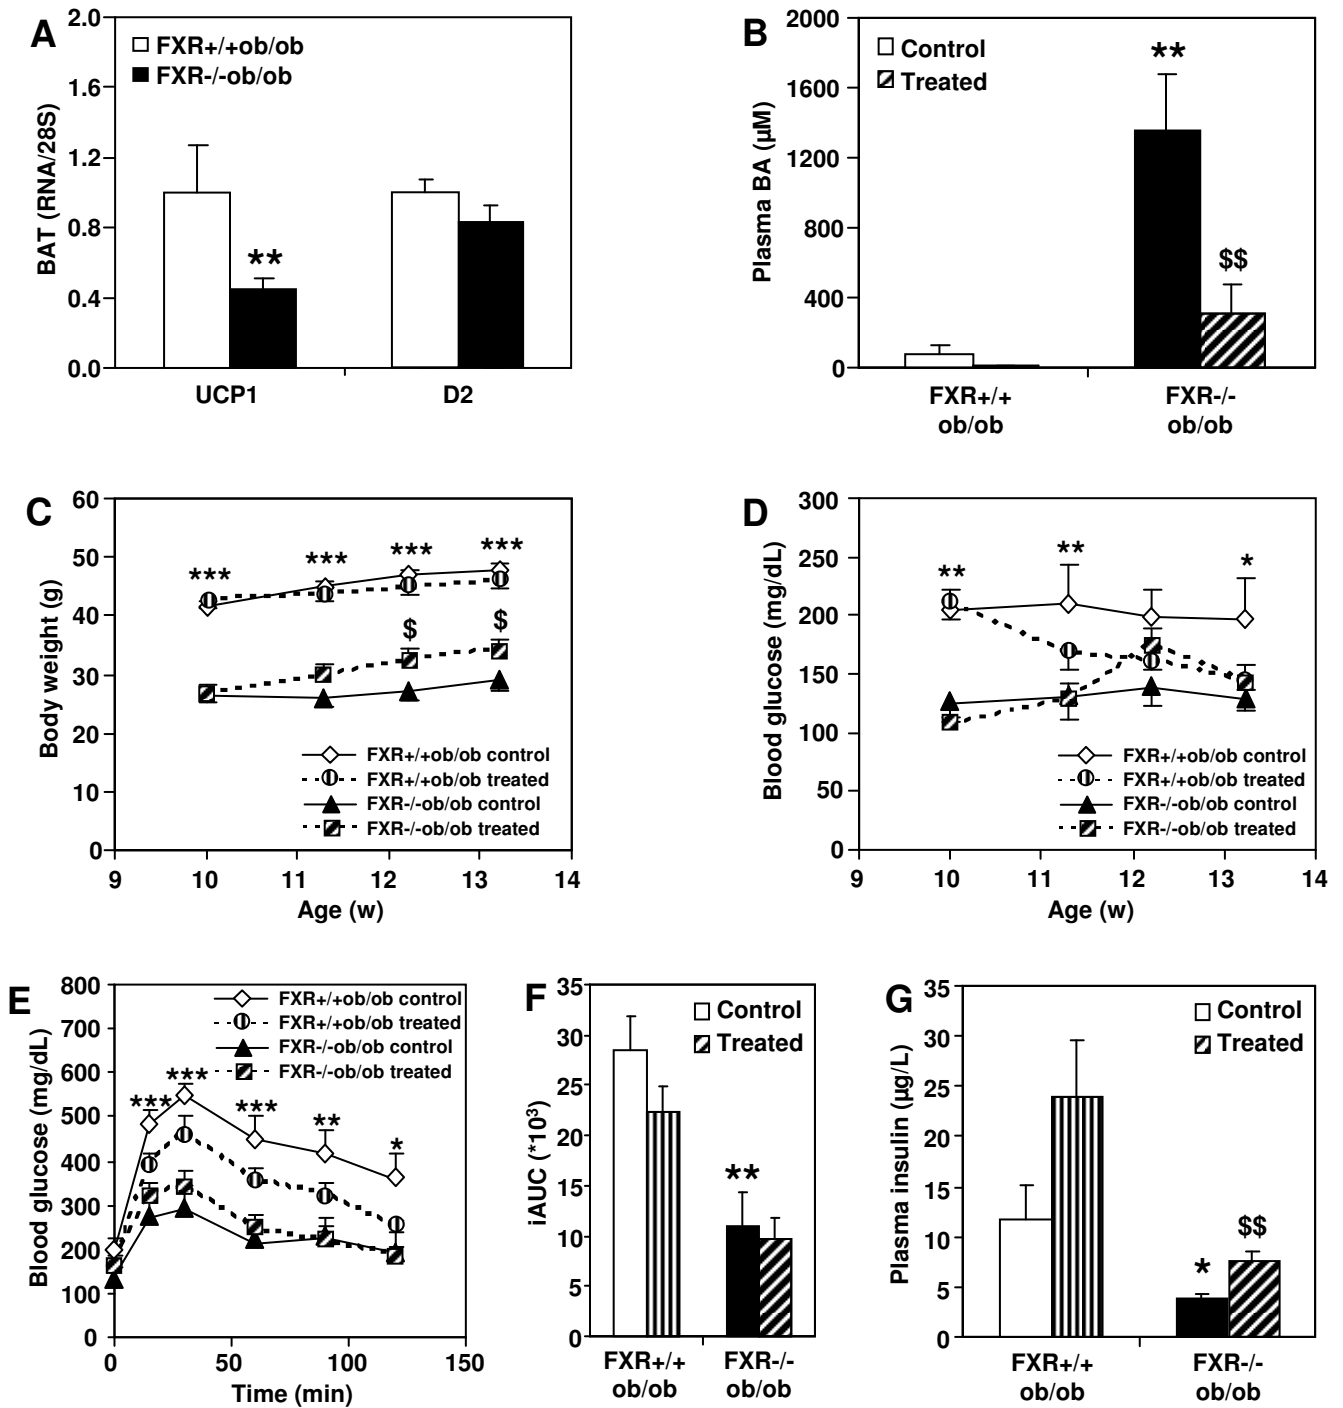 A
BAT (RNA/28S)
2.0
1.6
1.2
0.8
0.4
0.0
FXR+/+ob/ob
FXR-/-ob/ob
**
UCP1
D2
B
Plasma BA (µM)
2000
1600
1200
800
400
0
Control
Treated
**
$$
FXR+/+
ob/ob
FXR-/-
ob/ob
C
Body weight (g)
60
50
40
30
20
10
0
***
***
***
***
$
$
FXR+/+ob/ob control
FXR+/+ob/ob treated
FXR-/-ob/ob control
FXR-/-ob/ob treated
9
10
11
12
13
14
Age (w)
D
Blood glucose (mg/dL)
300
250
200
150
100
50
0
**
**
*
FXR+/+ob/ob control
FXR+/+ob/ob treated
FXR-/-ob/ob control
FXR-/-ob/ob treated
9
10
11
12
13
14
Age (w)
E
Blood glucose (mg/dL)
800
700
600
500
400
300
200
100
0
FXR+/+ob/ob control
FXR+/+ob/ob treated
FXR-/-ob/ob control
FXR-/-ob/ob treated
***
***
***
**
*
0
50
100
150
Time (min)
F
iAUC (*10³)
35
30
25
20
15
10
5
0
Control
Treated
**
FXR+/+
ob/ob
FXR-/-
ob/ob
G
Plasma insulin (µg/L)
35
30
25
20
15
10
5
0
Control
Treated
*
$$
FXR+/+
ob/ob
FXR-/-
ob/ob